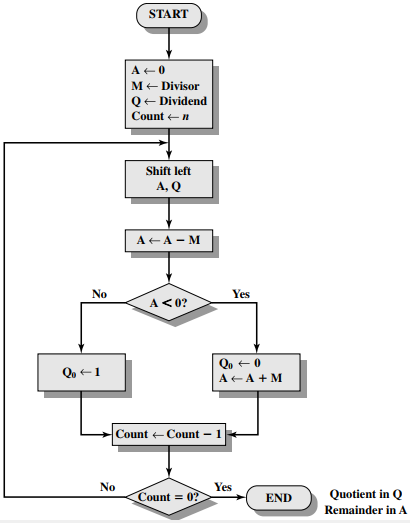 START
A ← 0
M ← Divisor
Q ← Dividend
Count ← n
Shift left
A, Q
A ← A − M
No
Yes
A < 0?
Q₀ ← 1
Q₀ ← 0
A ← A + M
Count ← Count − 1
No
Yes
Count = 0?
END
Quotient in Q
Remainder in A